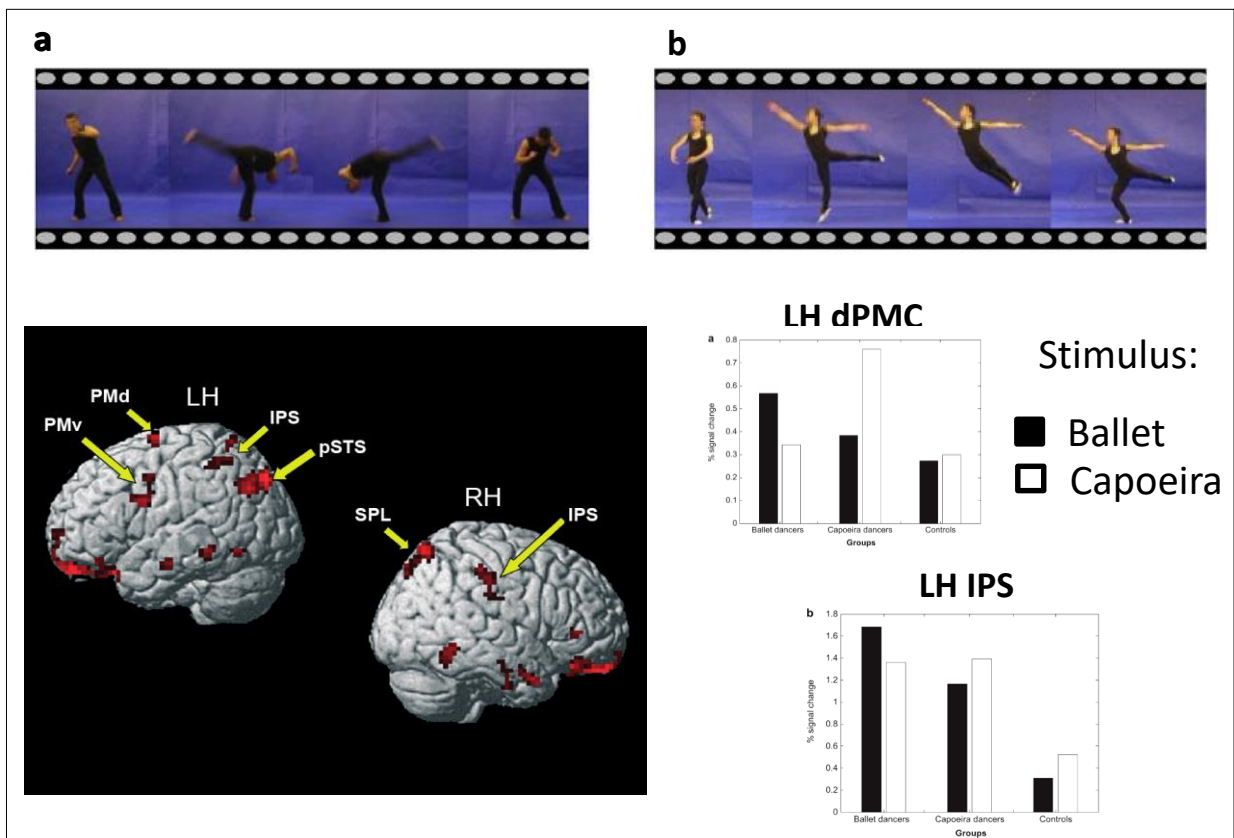 a
b
PMd
LH
PMv
IPS
pSTS
RH
SPL
IPS
LH dPMC
a
0.8
0.7
0.6
0.5
0.4
0.3
0.2
0.1
0
% signal change
Ballet dancers
Capoeira dancers
Controls
Groups
Stimulus:
Ballet
Capoeira
LH IPS
b
1.8
1.6
1.4
1.2
1
0.8
0.6
0.4
0.2
0
% signal change
Ballet dancers
Capoeira dancers
Controls
Groups